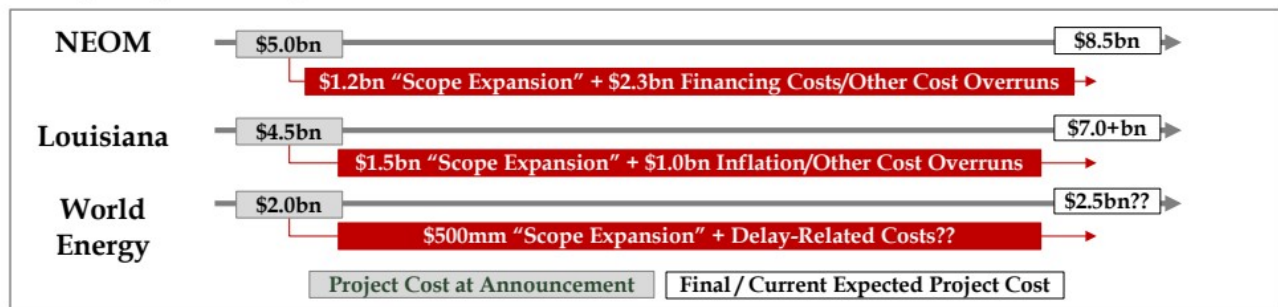 NEOM
$5.0bn
$8.5bn
$1.2bn “Scope Expansion” + $2.3bn Financing Costs/Other Cost Overruns
Louisiana
$4.5bn
$7.0+bn
$1.5bn “Scope Expansion” + $1.0bn Inflation/Other Cost Overruns
World
Energy
$2.0bn
$2.5bn??
$500mm “Scope Expansion” + Delay-Related Costs??
Project Cost at Announcement
Final / Current Expected Project Cost